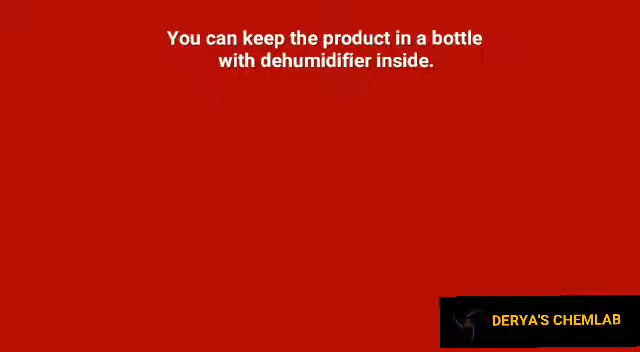 You can keep the product in a bottle
with dehumidifier inside.
DERYA'S CHEMLAB